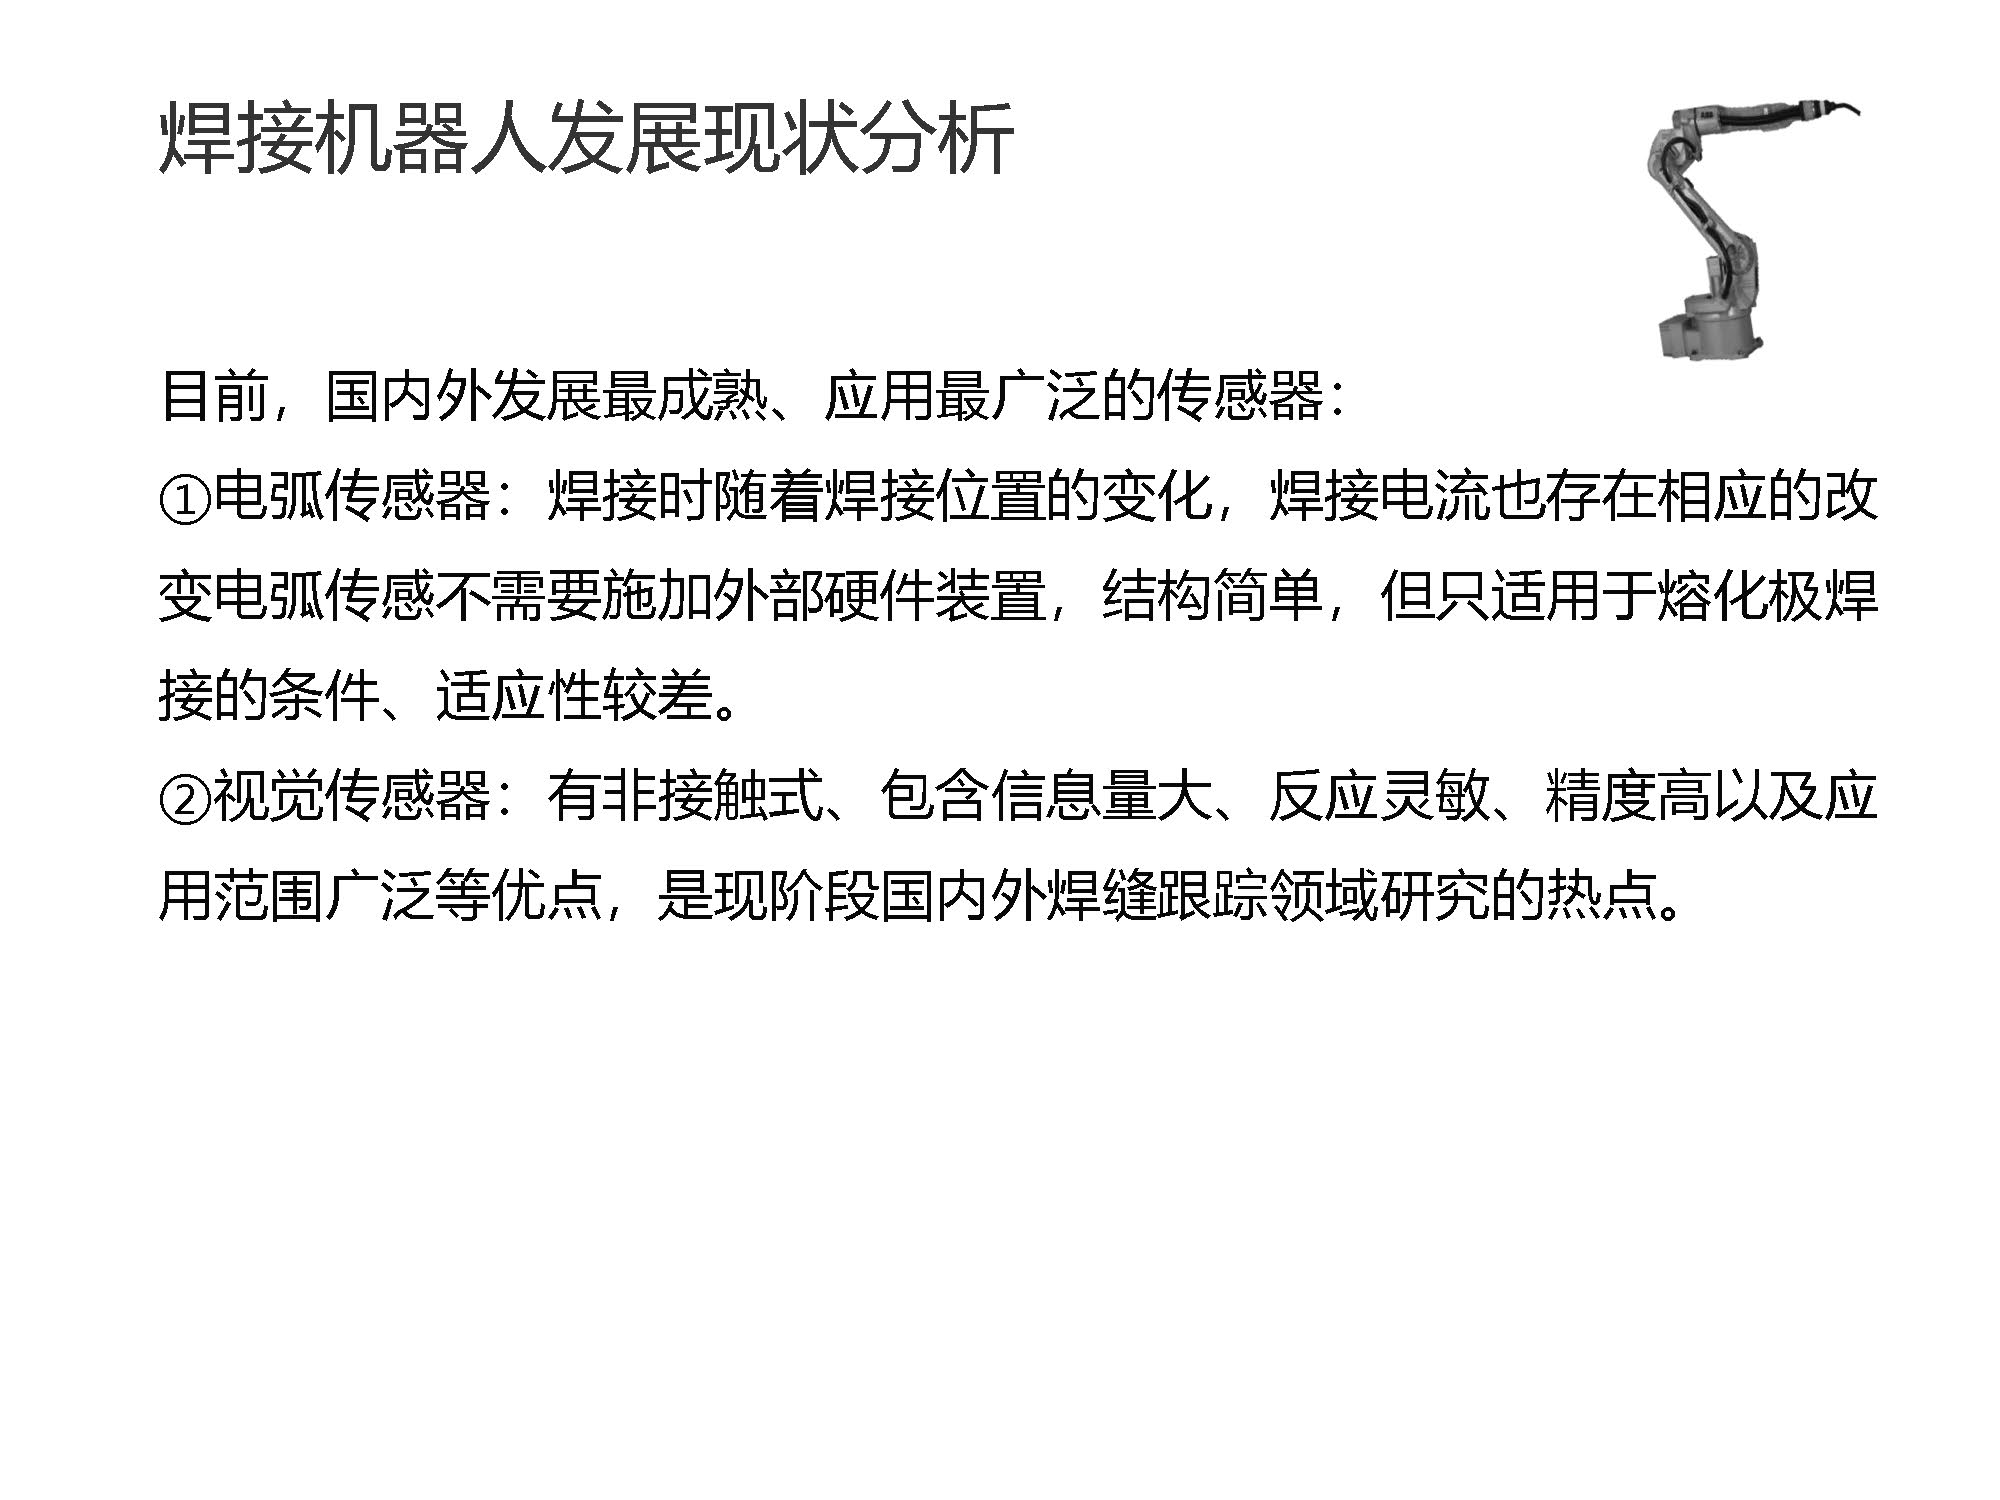 焊接机器人发展现状分析
ABB
目前，国内外发展最成熟、应用最广泛的传感器：
①电弧传感器：焊接时随着焊接位置的变化，焊接电流也存在相应的改
变电弧传感不需要施加外部硬件装置，结构简单，但只适用于熔化极焊
接的条件、适应性较差。
②视觉传感器：有非接触式、包含信息量大、反应灵敏、精度高以及应
用范围广泛等优点，是现阶段国内外焊缝跟踪领域研究的热点。